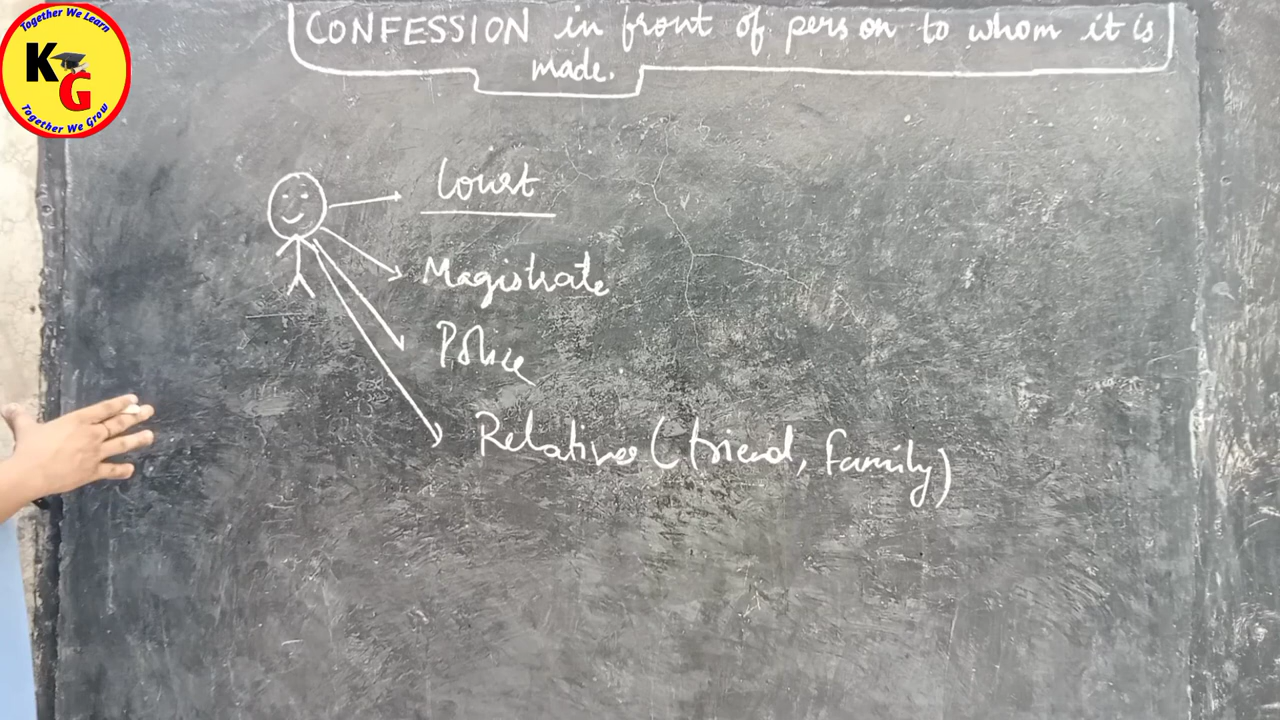 Together We Learn
KG
Together We Grow
CONFESSION in front of person to whom it is
made.
Court
Magistrate
Police
Relatives (friend, family)